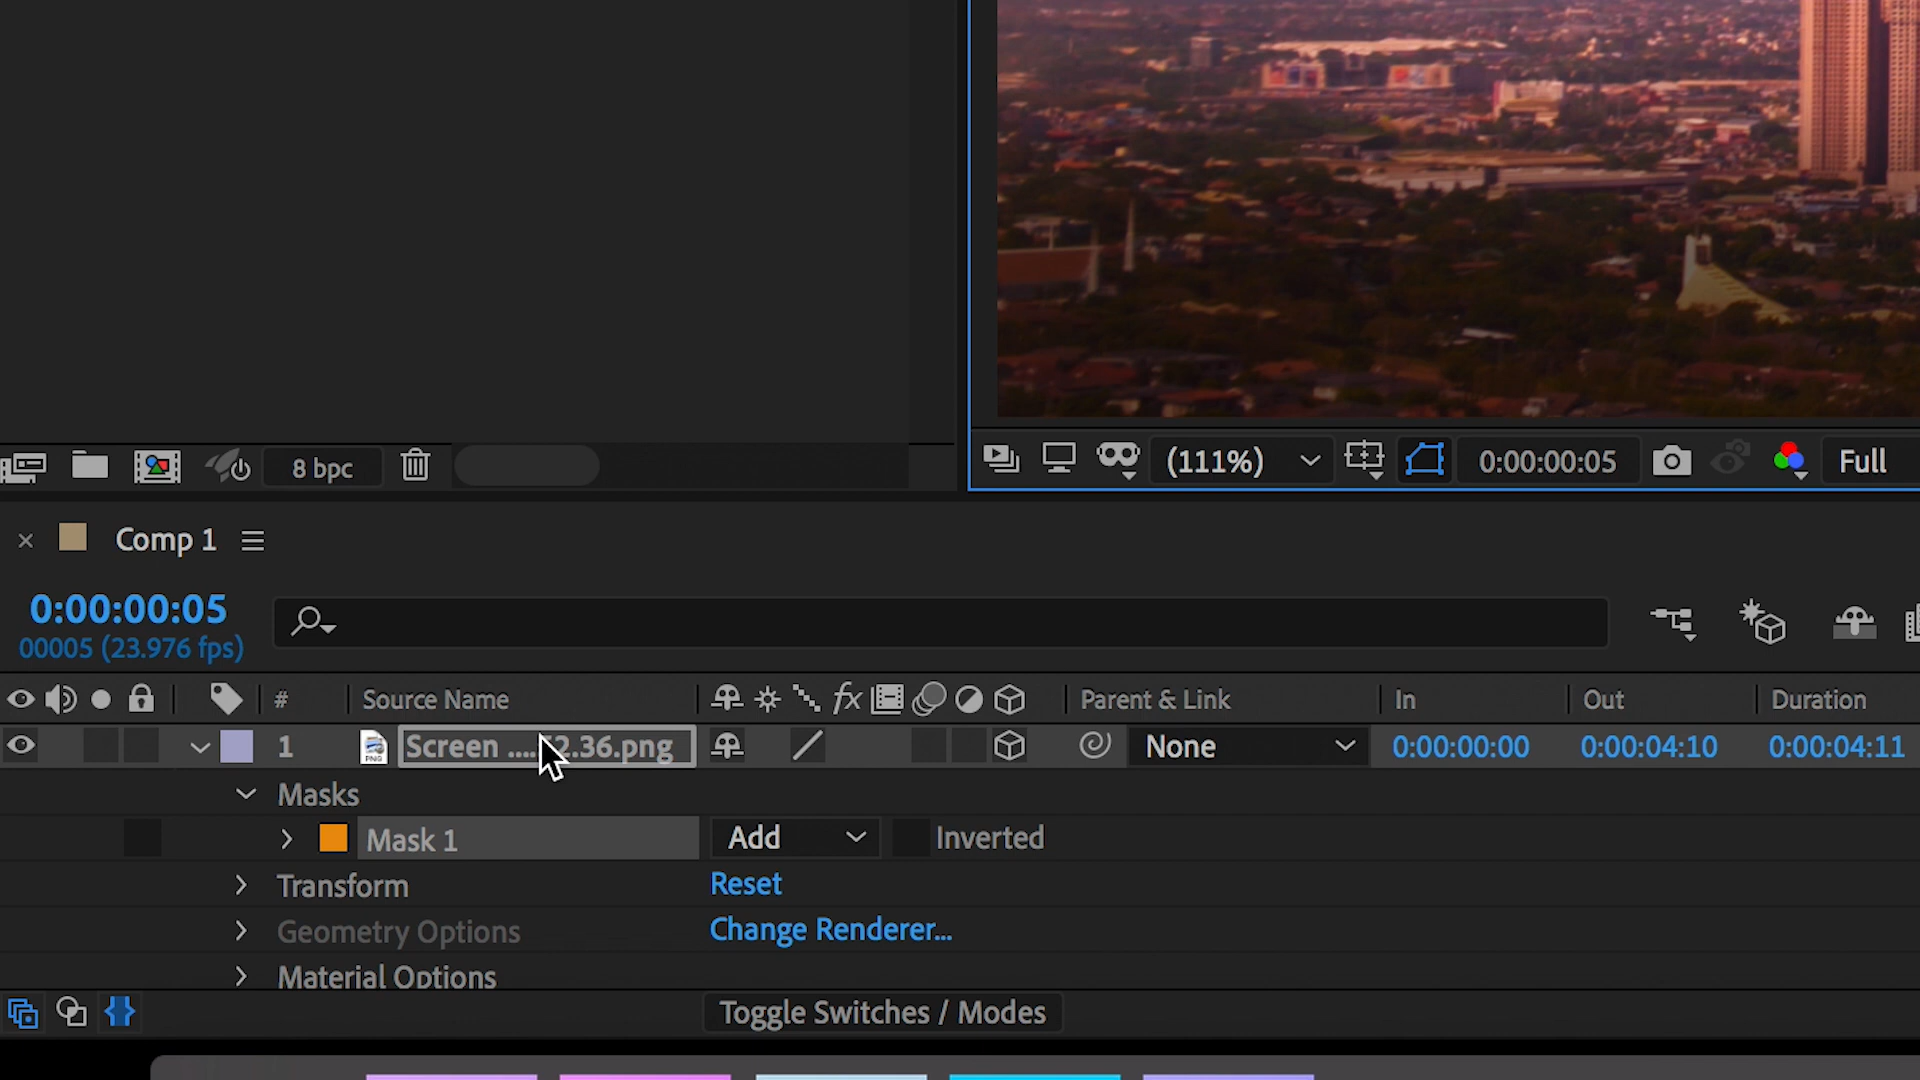 8 bpc
(111%)
0:00:00:05
Full
Comp 1
0:00:00:05
00005 (23.976 fps)
# Source Name fx Parent & Link In Out Duration
1 PNG Screen ....52.36.png None 0:00:00:00 0:00:04:10 0:00:04:11
Masks
Mask 1 Add Inverted
Transform Reset
Geometry Options Change Renderer...
Material Options
Toggle Switches / Modes